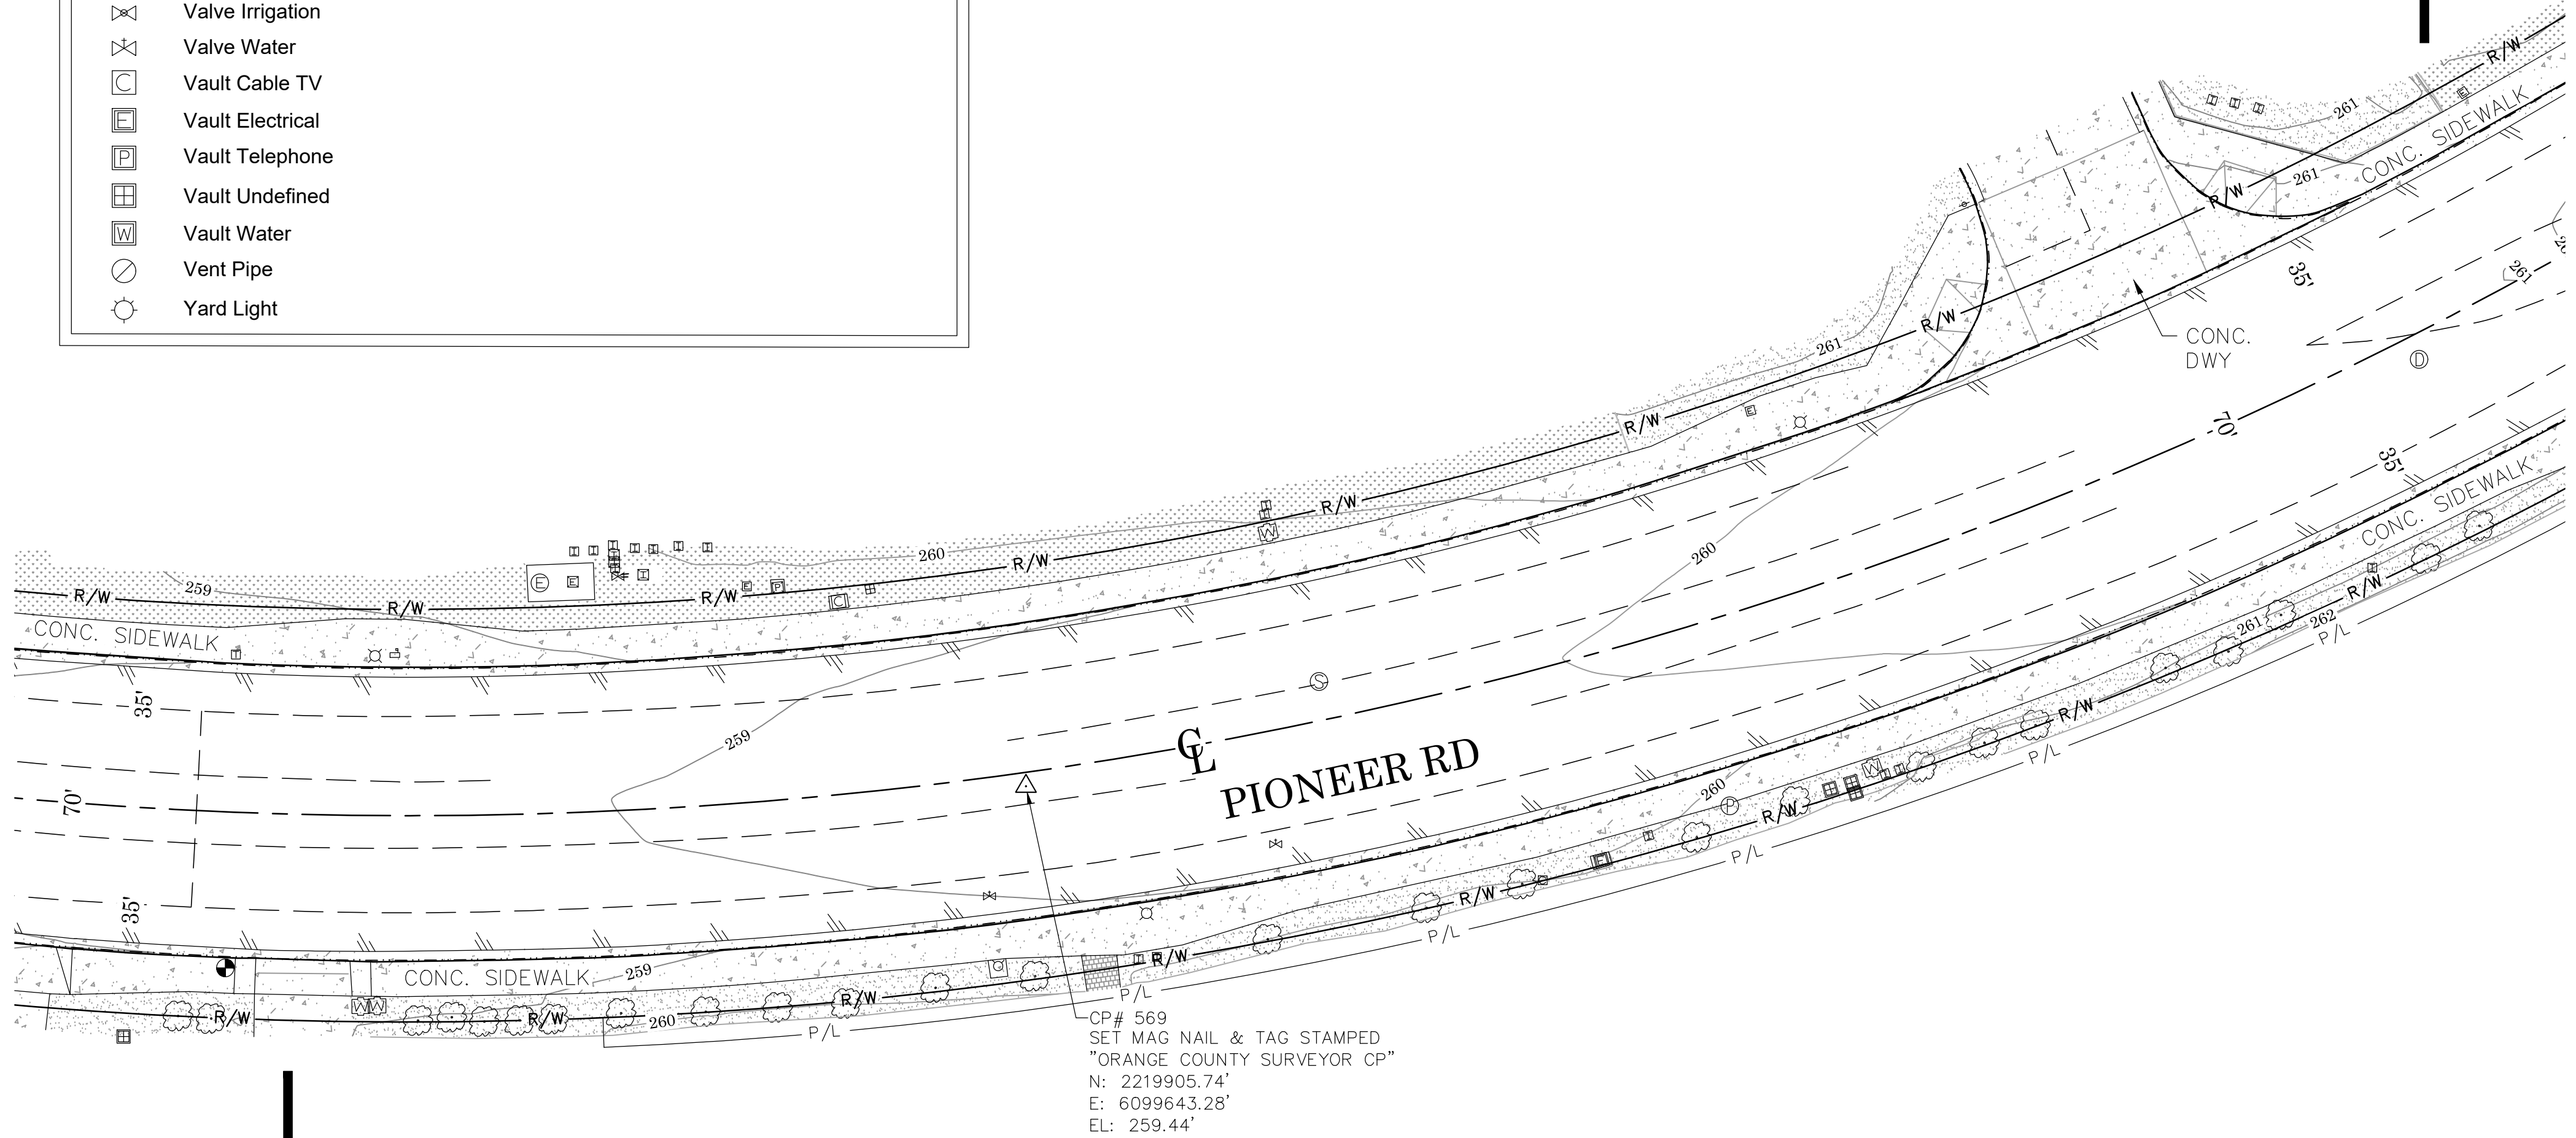 Valve Irrigation
Valve Water
C Vault Cable TV
E Vault Electrical
P Vault Telephone
Vault Undefined
W Vault Water
Vent Pipe
Yard Light
R/W
261
E
CONC. SIDEWALK
261
R/W
35'
261
R/W
CONC.
DWY
261
D
R/W
E
70'
35'
CONC. SIDEWALK
R/W
W
260
R/W
260
R/W
259
R/W
R/W
E
E
E
P
C
CONC. SIDEWALK
R/W
261
262
P/L
35'
S
259
70'
CL
PIONEER RD
R/W
P/L
260
P
W
R/W
P/L
E
R/W
P/L
35'
CONC. SIDEWALK
259
R/W
P/L
W W
R/W
R/W
260
R/W
P/L
CP# 569
SET MAG NAIL & TAG STAMPED
"ORANGE COUNTY SURVEYOR CP"
N: 2219905.74'
E: 6099643.28'
EL: 259.44'